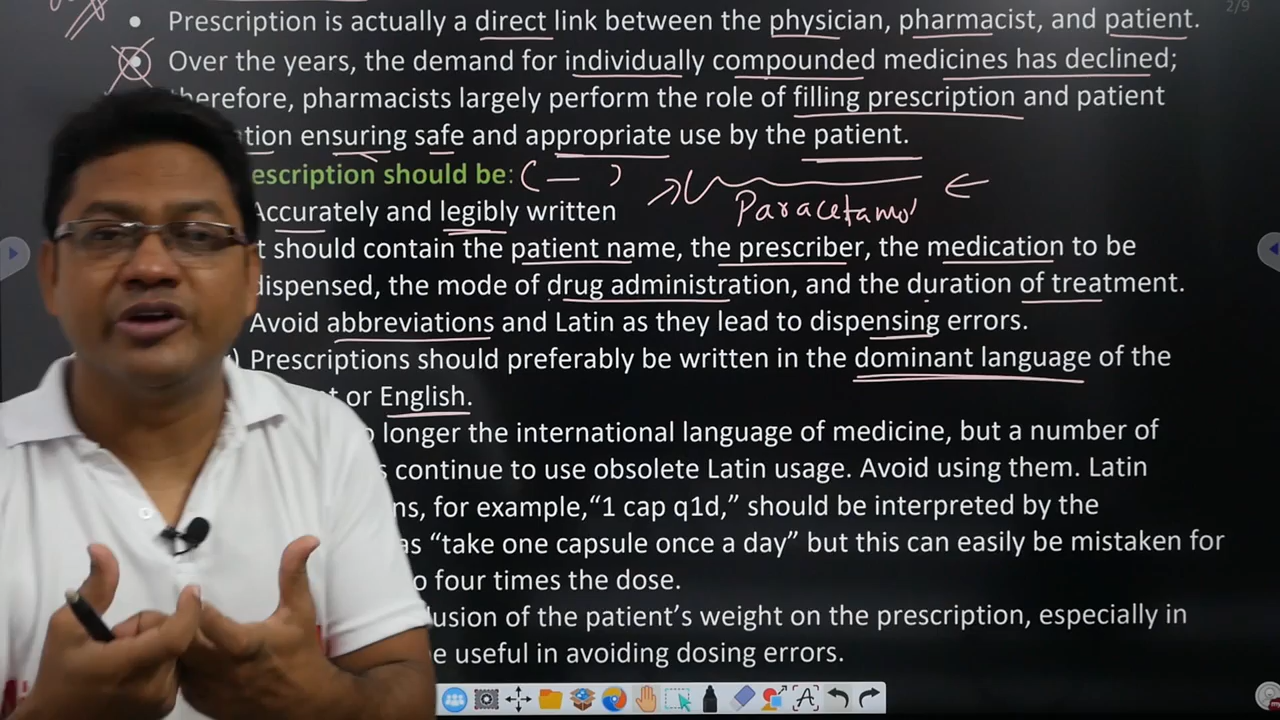 2/9
Prescription is actually a direct link between the physician, pharmacist, and patient.
Over the years, the demand for individually compounded medicines has declined;
therefore, pharmacists largely perform the role of filling prescription and patient
ensuring safe and appropriate use by the patient.
should be:
Paracetamol
Accurately and legibly written
should contain the patient name, the prescriber, the medication to be
dispensed, the mode of drug administration, and the duration of treatment.
Avoid abbreviations and Latin as they lead to dispensing errors.
Prescriptions should preferably be written in the dominant language of the
or English.
longer the international language of medicine, but a number of
continue to use obsolete Latin usage. Avoid using them. Latin
for example,“1 cap q1d,” should be interpreted by the
as “take one capsule once a day” but this can easily be mistaken for
four times the dose.
of the patient’s weight on the prescription, especially in
useful in avoiding dosing errors.